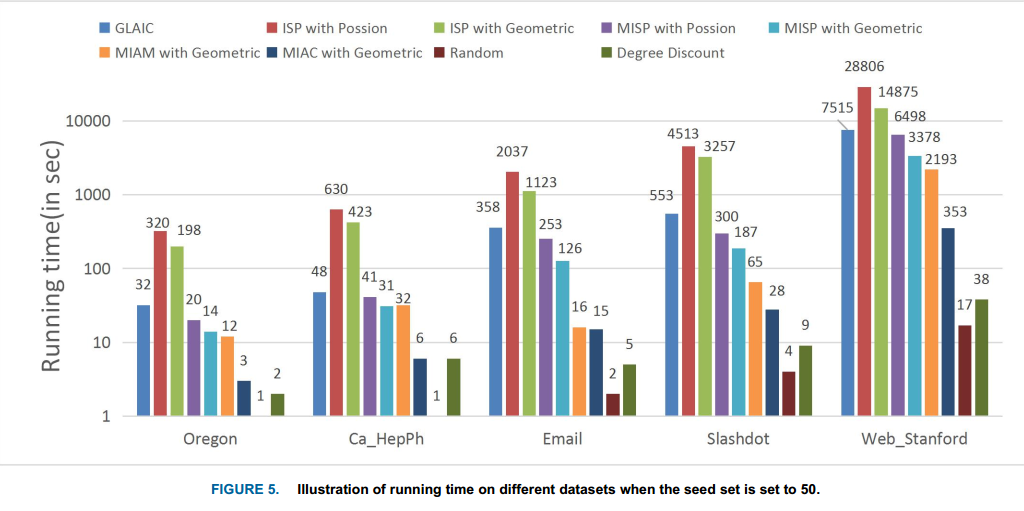 GLAIC ISP with Possion ISP with Geometric MISP with Possion MISP with Geometric
MIAM with Geometric MIAC with Geometric Random Degree Discount
Running time(in sec)
10000
1000
100
10
1
32 320 198 20 14 12 3 1 2
48 630 423 41 31 32 6 1 6
358 2037 1123 253 126 16 15 2 5
553 4513 3257 300 187 65 28 4 9
7515 28806 14875 6498 3378 2193 353 17 38
Oregon Ca_HepPh Email Slashdot Web_Stanford
FIGURE 5. Illustration of running time on different datasets when the seed set is set to 50.